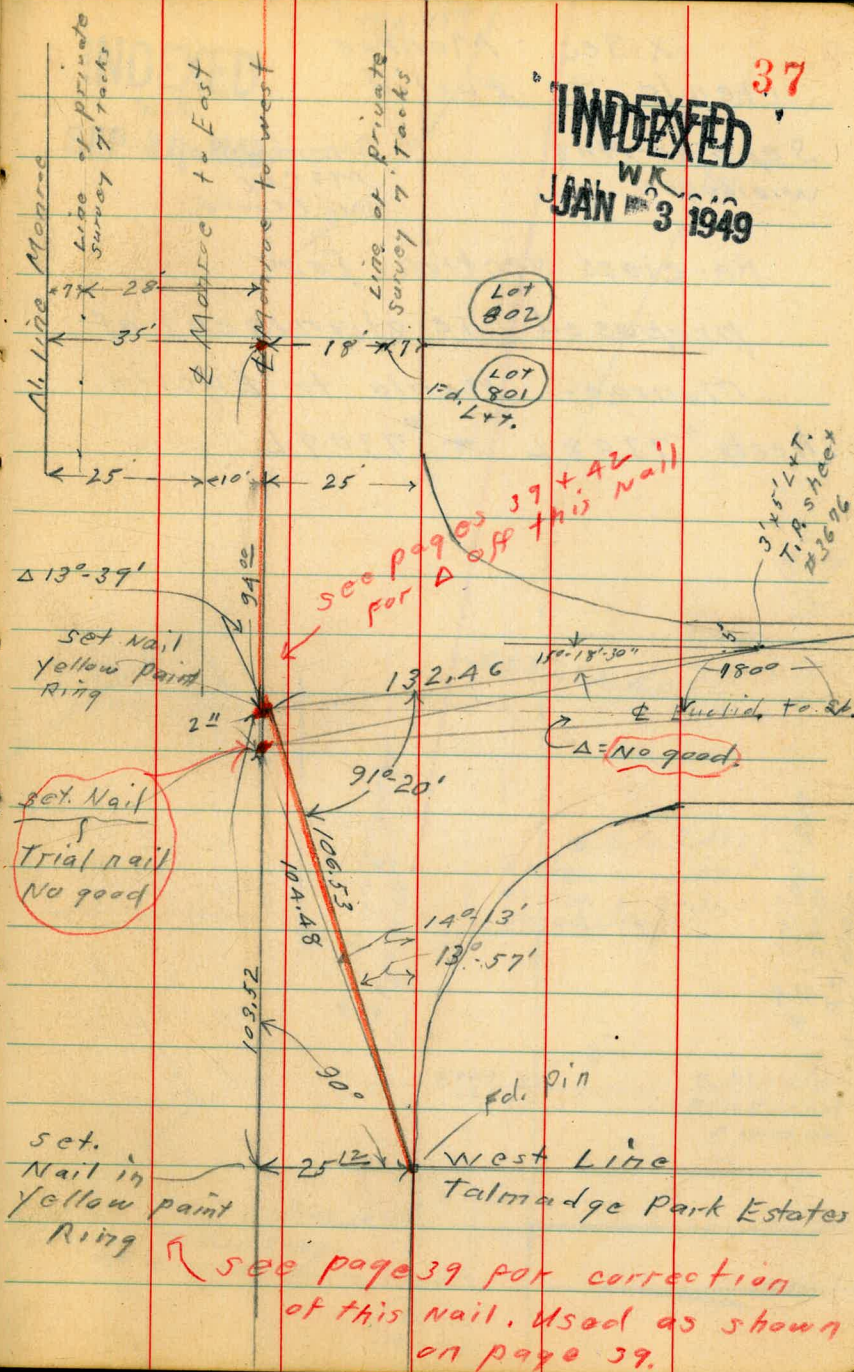 37
INDEXED
WK
JAN 3 1949
N. Line Monroe
Line of private
survey 7' Tacks
℄ Monroe to East
℄ Monroe to west
Line of private
survey 7' Tacks
7'
28'
35'
18'
7'
Lot
802
Lot
801
Fd.
L+T.
25'
10'
25'
see pages 39 + 42
for Δ off this Nail
3' x 5' L+T.
T.P. sheex
#3676
Δ 13°-39'
94.00
set Nail
Yellow Paint
Ring
132.46
15°-18'-30"
.5'
1800
2"
℄ Euclid to
Δ = No good.
91°-20'
set. Nail
Trial nail
No good
106.53
104.48
14°-13'
13°-57'
103.52
90°
fd. pin
set.
Nail in
Yellow paint
Ring
25.12
West Line
Talmadge Park Estates
see page 39 for correction
of this Nail. Used as shown
on page 39.